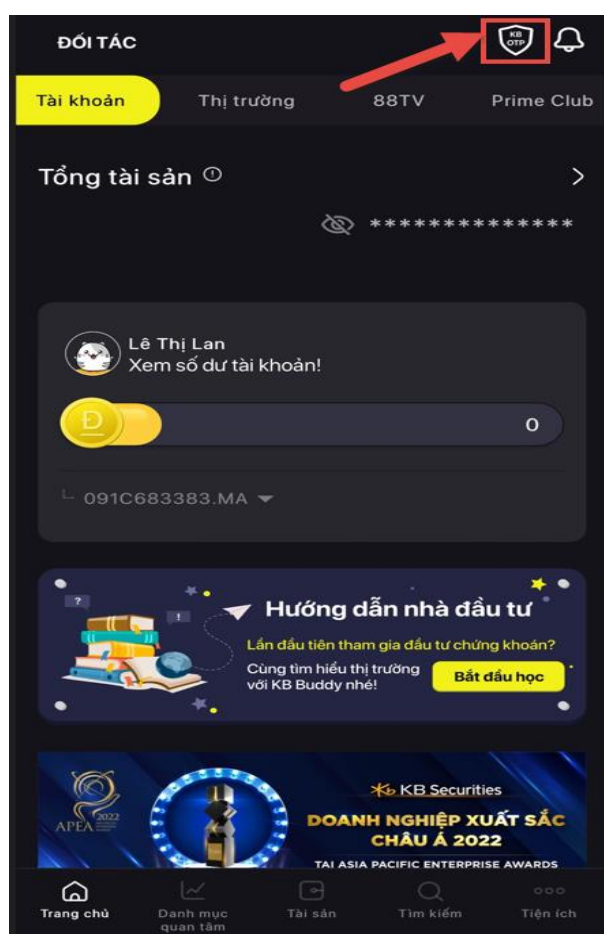 ĐỐI TÁC
KB
OTP
Tài khoản Thị trường 88TV Prime Club
Tổng tài sản
**************
Lê Thị Lan
Xem số dư tài khoản!
Đ
0
091C683383.MA
?
!
Hướng dẫn nhà đầu tư
Lần đầu tiên tham gia đầu tư chứng khoán?
Cùng tìm hiểu thị trường
với KB Buddy nhé!
Bắt đầu học
KB Securities
APEA 2022
DOANH NGHIỆP XUẤT SẮC
CHÂU Á 2022
TẠI ASIA PACIFIC ENTERPRISE AWARDS
Trang chủ Danh mục quan tâm Tài sản Tìm kiếm Tiện ích